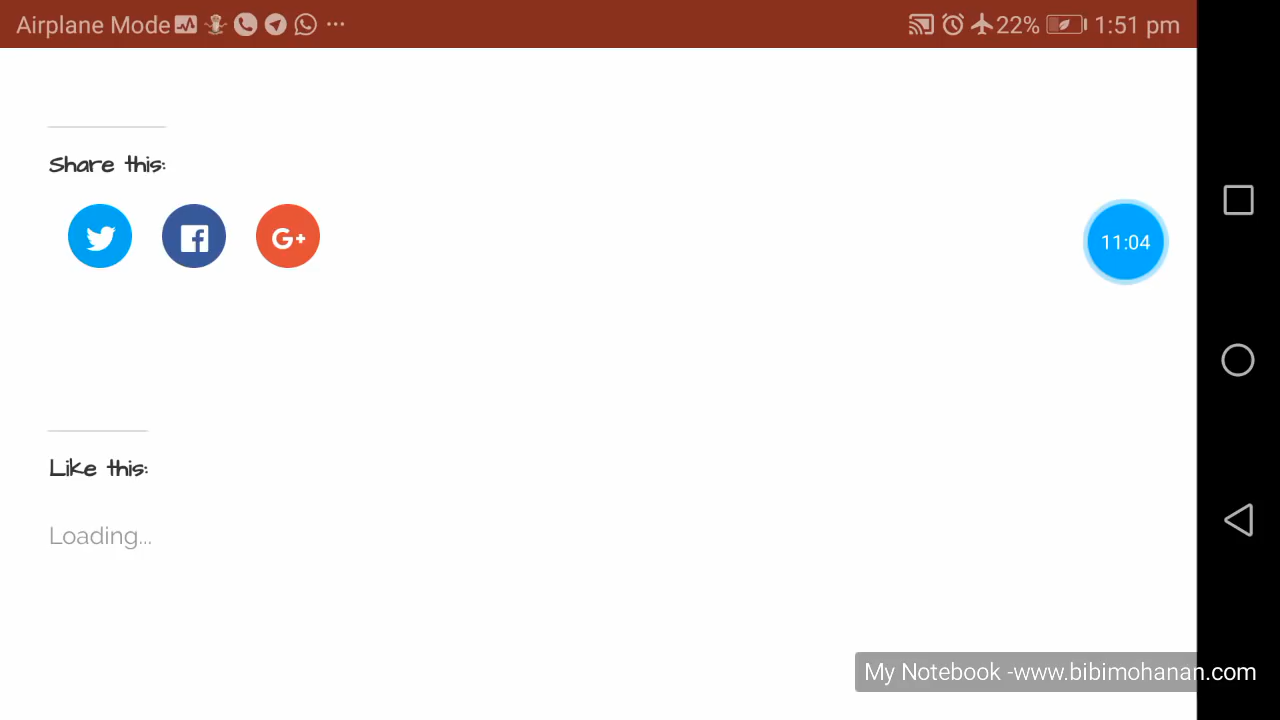 Airplane Mode ... 22% 1:51 pm
Share this:
G+
11:04
Like this:
Loading...
My Notebook -www.bibimohanan.com